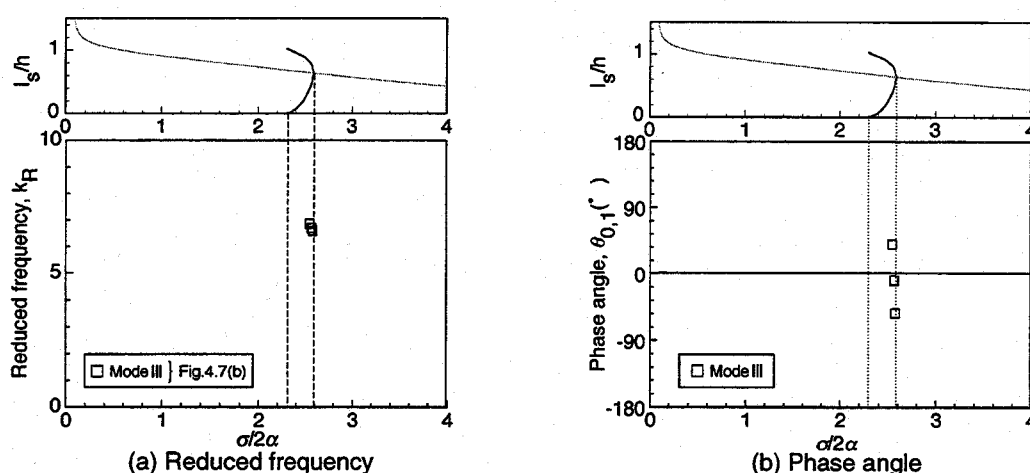 I_s/h
1
0
0 1 2 3 4
Reduced frequency, k_R
10
5
0
□ Mode III } Fig.4.7(b)
0 1 2 3 4
σ/2α
(a) Reduced frequency
I_s/h
1
0
0 1 2 3 4
Phase angle, θ_0,1(°)
180
90
0
-90
-180
□ Mode III
0 1 2 3 4
σ/2α
(b) Phase angle